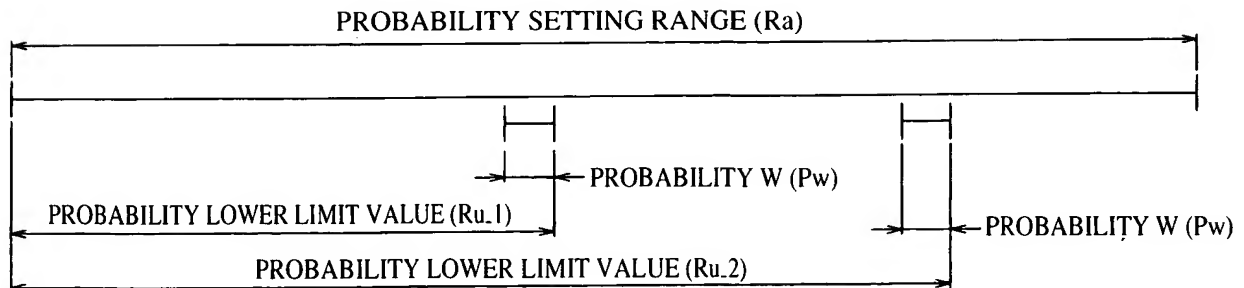 PROBABILITY SETTING RANGE (Ra)
PROBABILITY W (Pw)
PROBABILITY LOWER LIMIT VALUE (Ru_1)
PROBABILITY W (Pw)
PROBABILITY LOWER LIMIT VALUE (Ru_2)